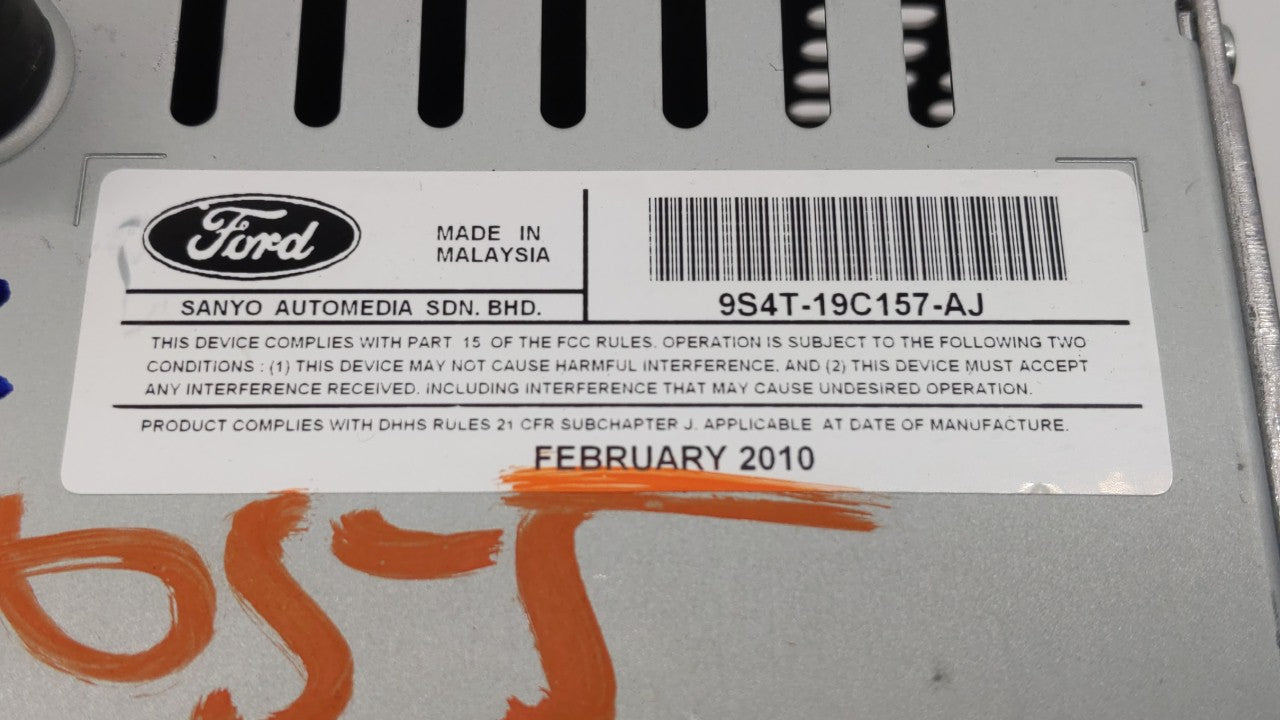 Ford
MADE IN
MALAYSIA
SANYO AUTOMEDIA SDN. BHD.
9S4T-19C157-AJ
THIS DEVICE COMPLIES WITH PART 15 OF THE FCC RULES. OPERATION IS SUBJECT TO THE FOLLOWING TWO
CONDITIONS : (1) THIS DEVICE MAY NOT CAUSE HARMFUL INTERFERENCE, AND (2) THIS DEVICE MUST ACCEPT
ANY INTERFERENCE RECEIVED. INCLUDING INTERFERENCE THAT MAY CAUSE UNDESIRED OPERATION.
PRODUCT COMPLIES WITH DHHS RULES 21 CFR SUBCHAPTER J. APPLICABLE AT DATE OF MANUFACTURE.
FEBRUARY 2010